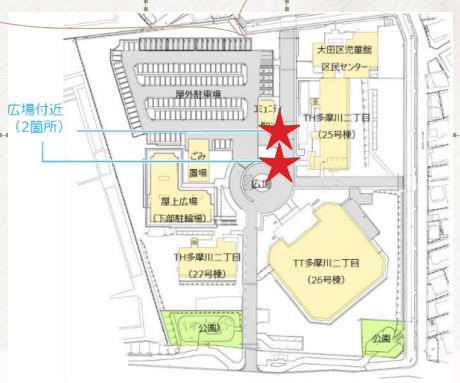 大田区児童館
区民センター
屋外駐車場
広場付近
(2箇所)
コミュニティ
TH多摩川二丁目
(25号棟)
ごみ
置場
広場
屋上広場
(下部駐輪場)
TH多摩川二丁目
(27号棟)
TT多摩川二丁目
(26号棟)
公園
公園